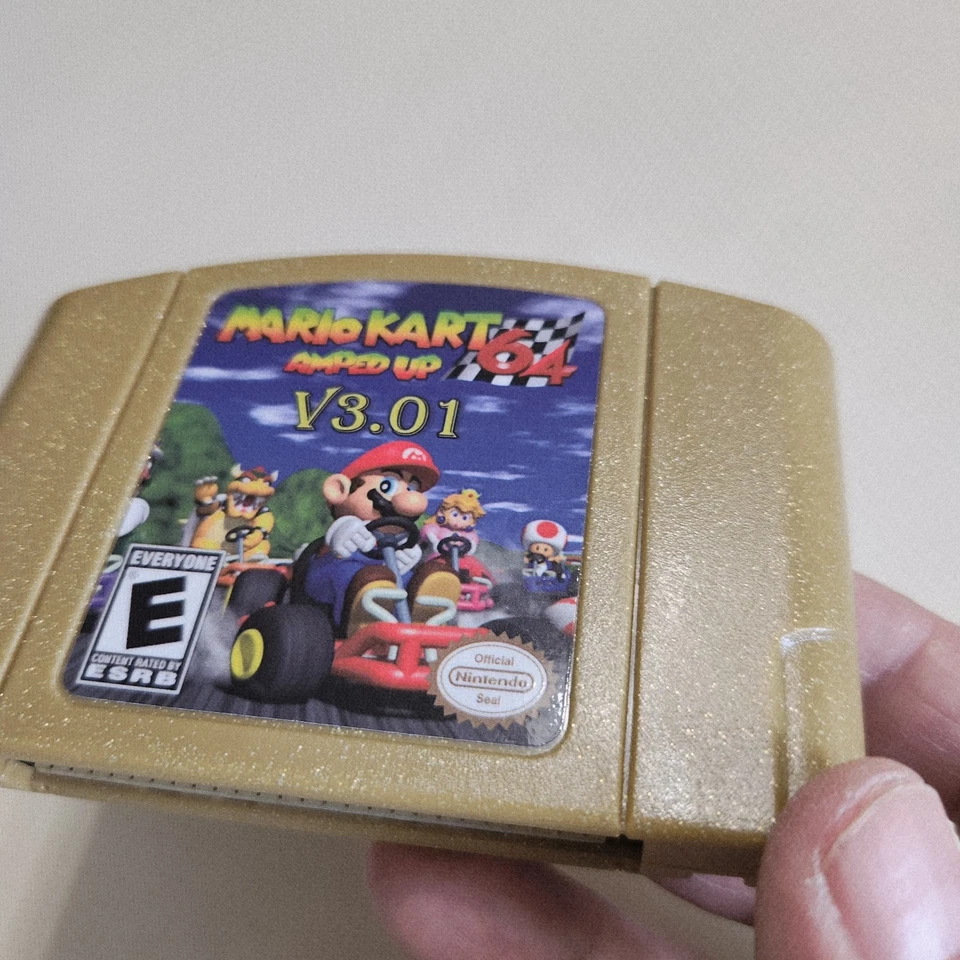 MARIO KART 64
AMPED UP
V3.01
EVERYONE
E
CONTENT RATED BY
ESRB
Official
Nintendo
Seal
M